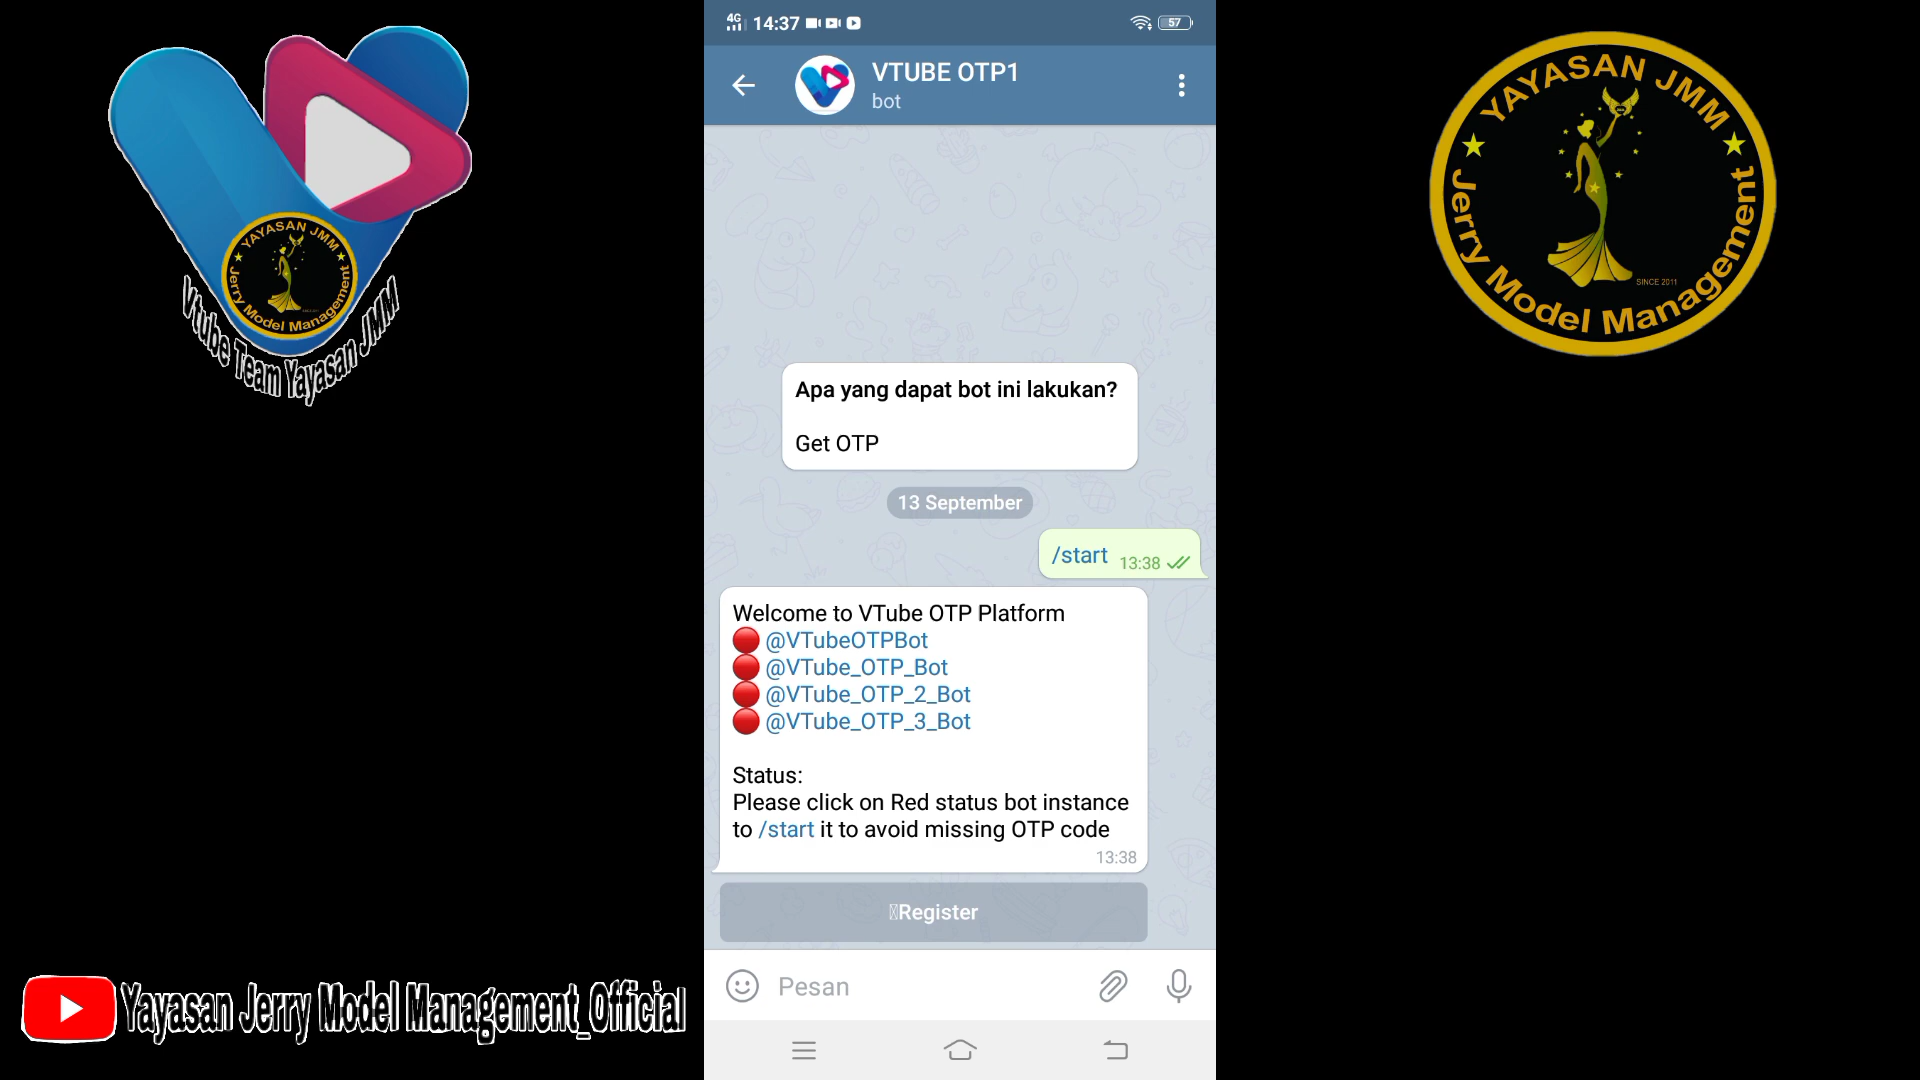 4G 14:37
57
VTUBE OTP1
bot
Apa yang dapat bot ini lakukan?
Get OTP
13 September
/start 13:38
Welcome to VTube OTP Platform
@VTubeOTPBot
@VTube_OTP_Bot
@VTube_OTP_2_Bot
@VTube_OTP_3_Bot
Status:
Please click on Red status bot instance
to /start it to avoid missing OTP code
13:38
Register
Pesan
YAYASAN JMM
Jerry Model Management
Vtube Team Yayasan JMM
YAYASAN JMM
Jerry Model Management
SINCE 2011
Yayasan Jerry Model Management_Official